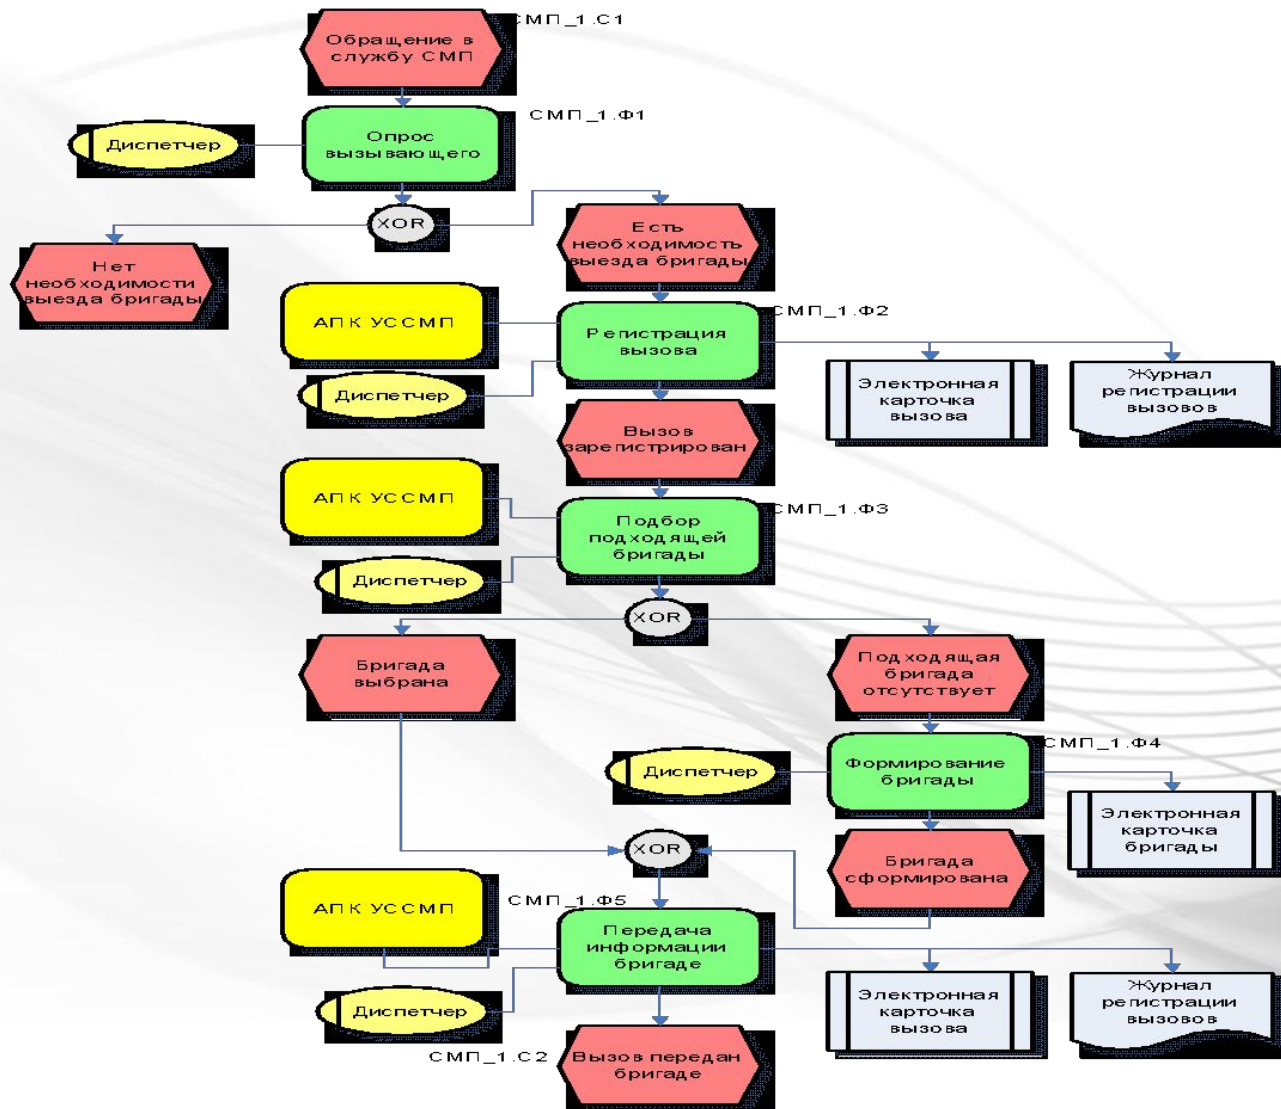 СМП_1.С1
Обращение в
службу СМП
СМП_1.Ф1
Диспетчер
Опрос
вызывающего
XOR
Есть
необходимость
выезда бригады
Нет
необходимости
выезда бригады
СМП_1.Ф2
АПК УССМП
Регистрация
вызова
Диспетчер
Электронная
карточка
вызова
Журнал
регистрации
вызовов
Вызов
зарегистрирован
СМП_1.Ф3
АПК УССМП
Подбор
подходящей
бригады
Диспетчер
XOR
Бригада
выбрана
Подходящая
бригада
отсутствует
СМП_1.Ф4
Диспетчер
Формирование
бригады
Электронная
карточка
бригады
XOR
Бригада
сформирована
АПК УССМП
СМП_1.Ф5
Передача
информации
бригаде
Диспетчер
Электронная
карточка
вызова
Журнал
регистрации
вызовов
СМП_1.С2
Вызов передан
бригаде